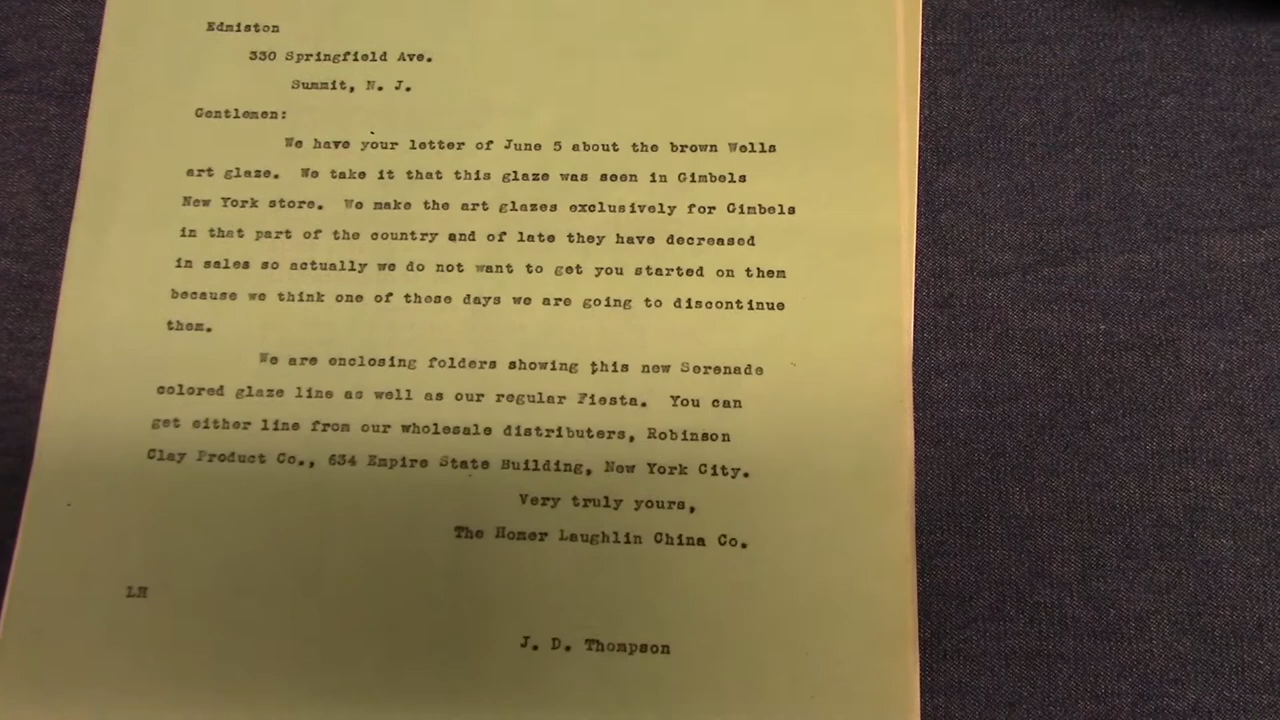 Edmiston
330 Springfield Ave.
Summit, N. J.
Gentlemen:
We have your letter of June 5 about the brown Wells
art glaze. We take it that this glaze was seen in Gimbels
New York store. We make the art glazes exclusively for Gimbels
in that part of the country and of late they have decreased
in sales so actually we do not want to get you started on them
because we think one of these days we are going to discontinue
them.
We are enclosing folders showing this new Serenade
colored glaze line as well as our regular Fiesta. You can
get either line from our wholesale distributers, Robinson
Clay Product Co., 634 Empire State Building, New York City.
Very truly yours,
The Homer Laughlin China Co.
LH
J. D. Thompson